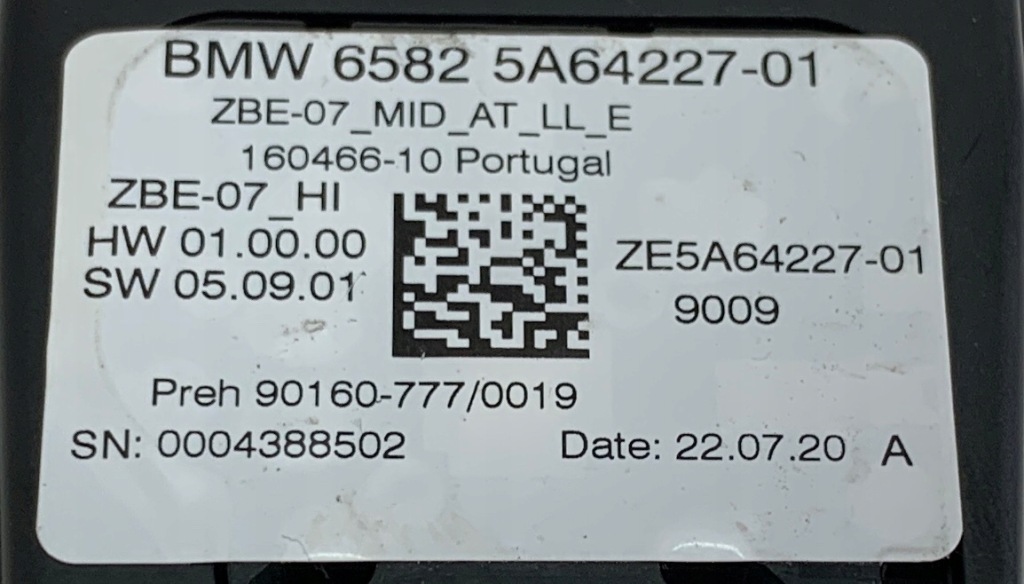 BMW 6582 5A64227-01
ZBE-07_MID_AT_LL_E
160466-10 Portugal
ZBE-07_HI
HW 01.00.00
SW 05.09.01
ZE5A64227-01
9009
Preh 90160-777/0019
SN: 0004388502 Date: 22.07.20 A